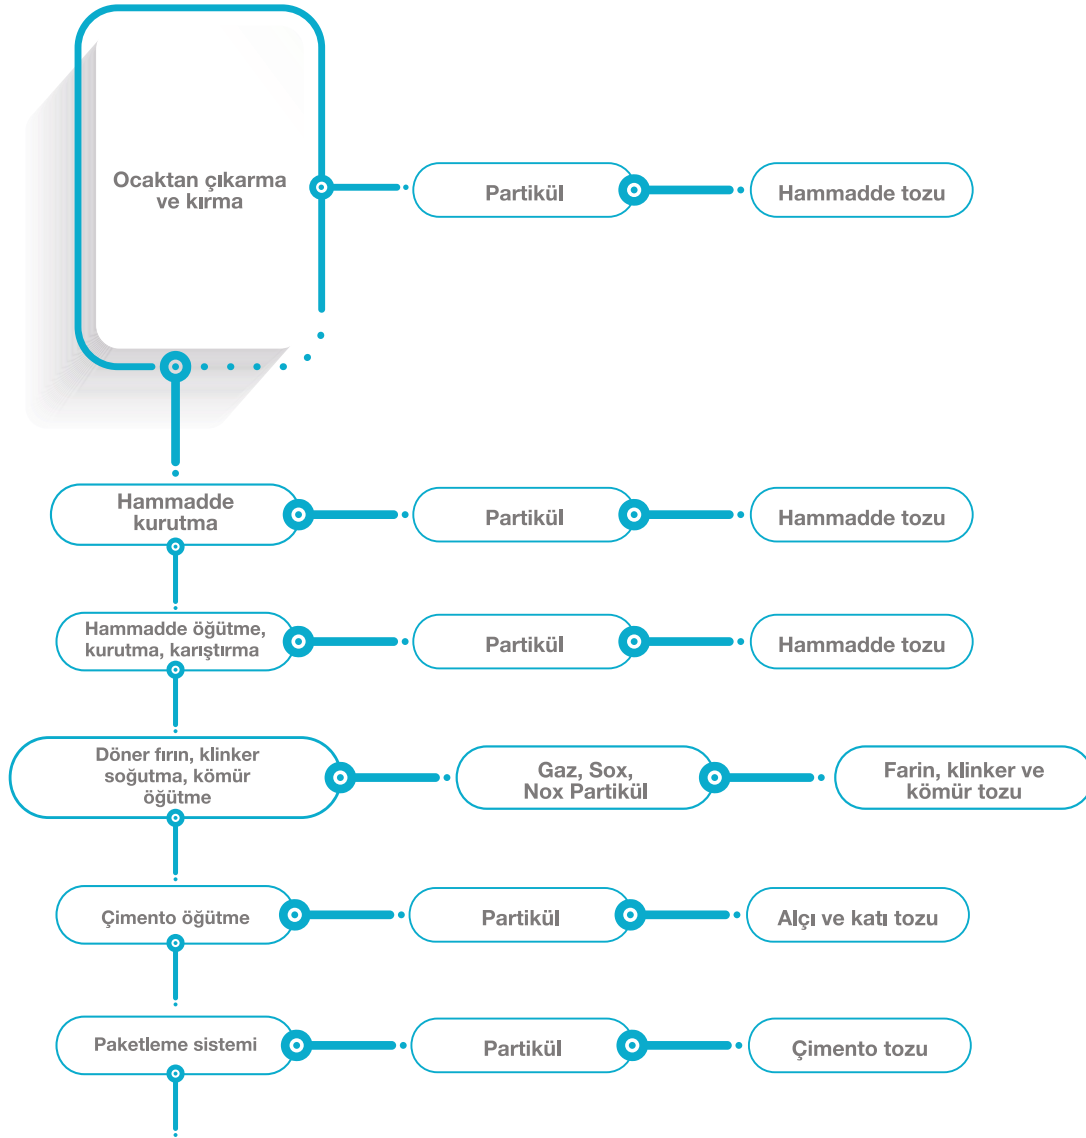 Ocaktan çıkarma
ve kırma
Partikül
Hammadde tozu
Hammadde
kurutma
Partikül
Hammadde tozu
Hammadde öğütme,
kurutma, karıştırma
Partikül
Hammadde tozu
Döner fırın, klinker
soğutma, kömür
öğütme
Gaz, Sox,
Nox Partikül
Farin, klinker ve
kömür tozu
Çimento öğütme
Partikül
Alçı ve katı tozu
Paketleme sistemi
Partikül
Çimento tozu